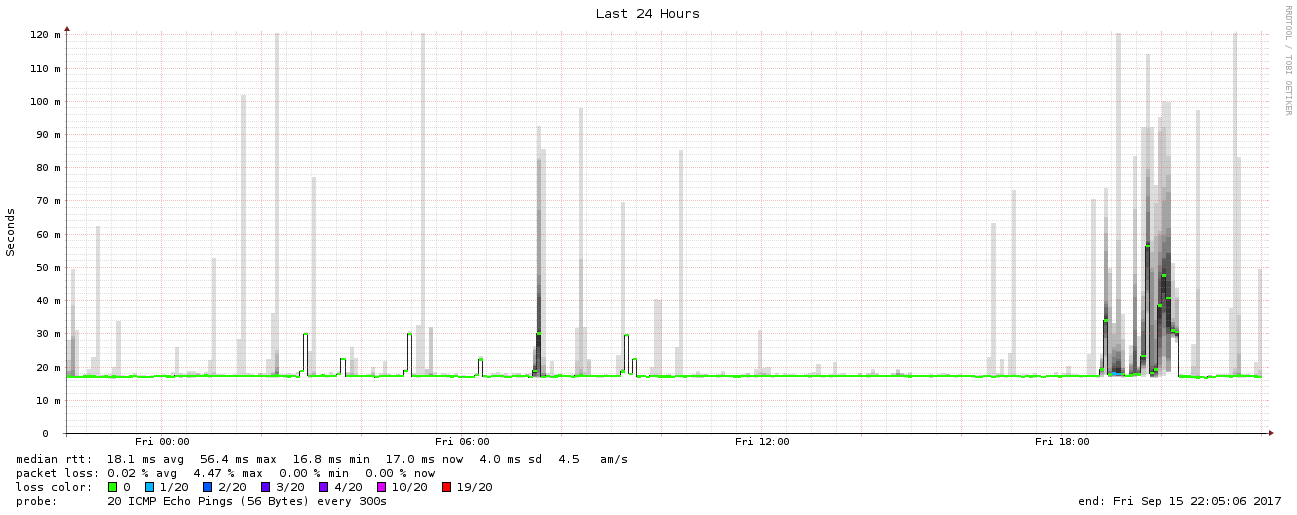 Last 24 Hours
RRDTOOL / TOBI OETIKER
Seconds
120 m
110 m
100 m
90 m
80 m
70 m
60 m
50 m
40 m
30 m
20 m
10 m
0
Fri 00:00 Fri 06:00 Fri 12:00 Fri 18:00
median rtt: 18.1 ms avg 56.4 ms max 16.8 ms min 17.0 ms now 4.0 ms sd 4.5 am/s
packet loss: 0.02 % avg 4.47 % max 0.00 % min 0.00 % now
loss color: 0 1/20 2/20 3/20 4/20 10/20 19/20
probe: 20 ICMP Echo Pings (56 Bytes) every 300s end: Fri Sep 15 22:05:06 2017